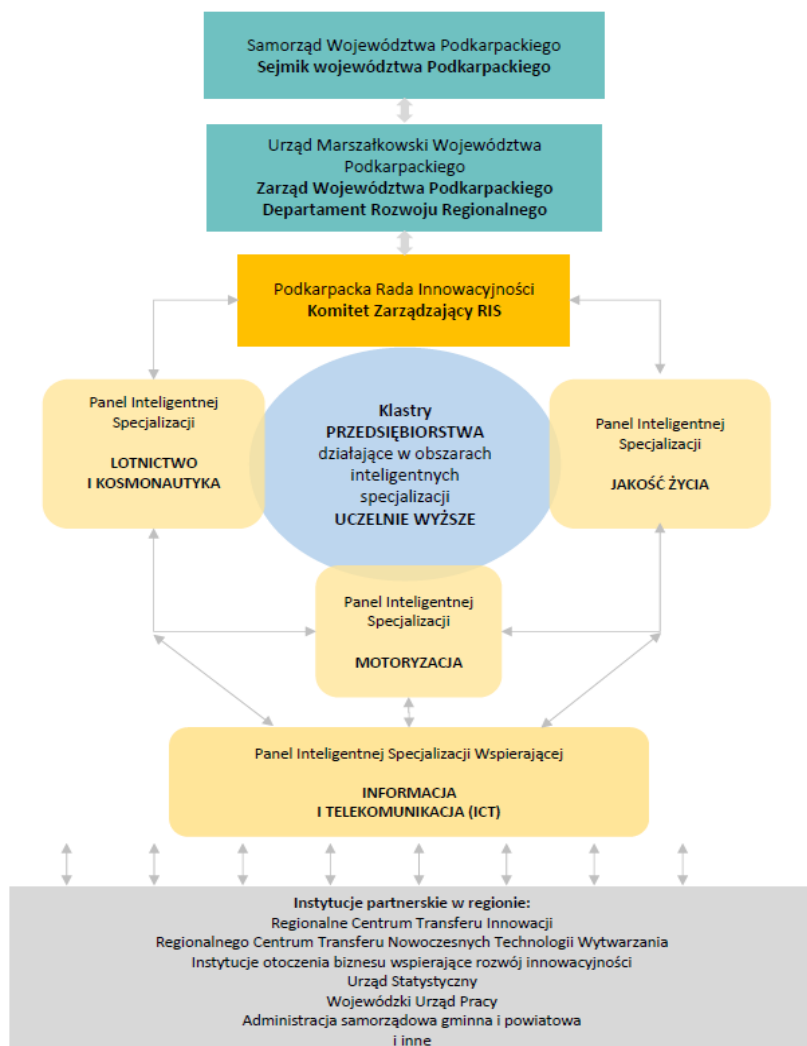 Samorząd Województwa Podkarpackiego
Sejmik województwa Podkarpackiego
Urząd Marszałkowski Województwa
Podkarpackiego
Zarząd Województwa Podkarpackiego
Departament Rozwoju Regionalnego
Podkarpacka Rada Innowacyjności
Komitet Zarządzający RIS
Panel Inteligentnej
Specjalizacji
LOTNICTWO
I KOSMONAUTYKA
Klastry
PRZEDSIĘBIORSTWA
działające w obszarach
inteligentnych
specjalizacji
UCZELNIE WYŻSZE
Panel Inteligentnej
Specjalizacji
JAKOŚĆ ŻYCIA
Panel Inteligentnej
Specjalizacji
MOTORYZACJA
Panel Inteligentnej Specjalizacji Wspierającej
INFORMACJA
I TELEKOMUNIKACJA (ICT)
Instytucje partnerskie w regionie:
Regionalne Centrum Transferu Innowacji
Regionalnego Centrum Transferu Nowoczesnych Technologii Wytwarzania
Instytucje otoczenia biznesu wspierające rozwój innowacyjności
Urząd Statystyczny
Wojewódzki Urząd Pracy
Administracja samorządowa gminna i powiatowa
i inne